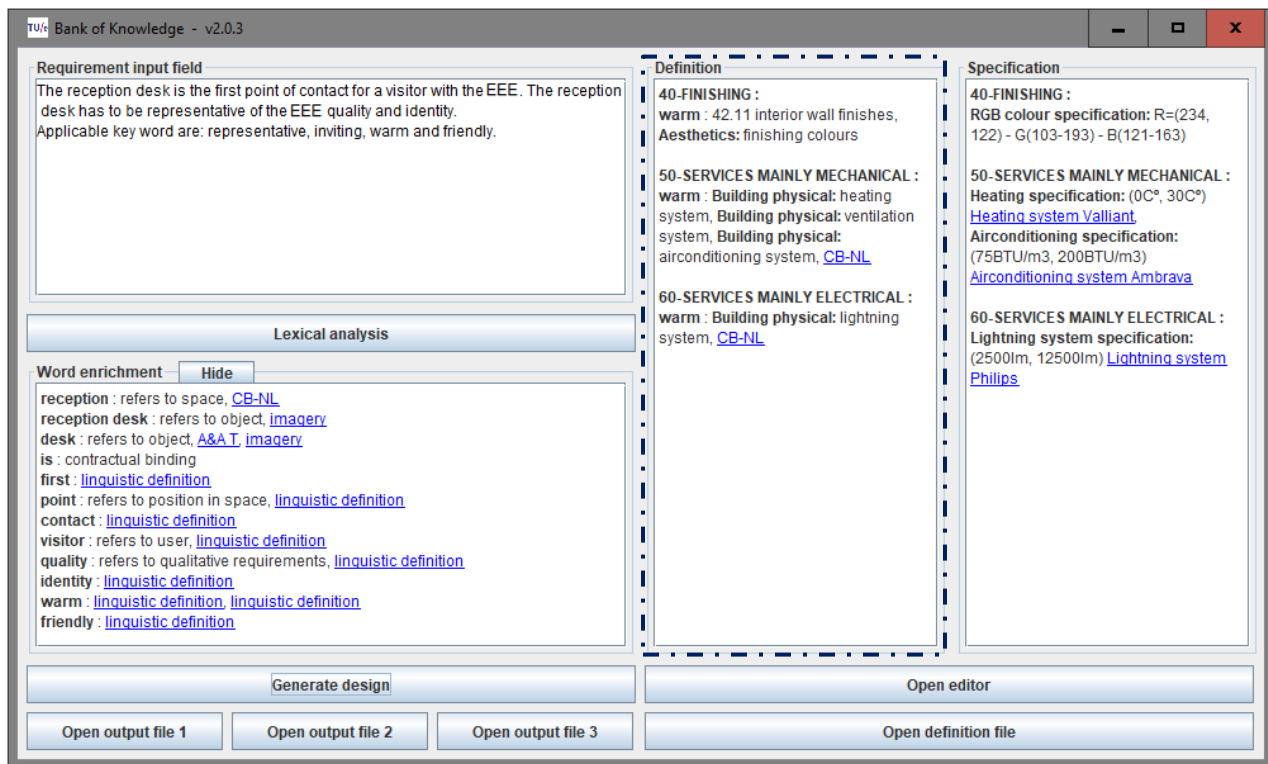 TU/e Bank of Knowledge - v2.0.3
x
Requirement input field
The reception desk is the first point of contact for a visitor with the EEE. The reception
desk has to be representative of the EEE quality and identity.
Applicable key word are: representative, inviting, warm and friendly.
Lexical analysis
Word enrichment
Hide
reception : refers to space, CB-NL
reception desk : refers to object, imagery
desk : refers to object, A&A T, imagery
is : contractual binding
first : linguistic definition
point : refers to position in space, linguistic definition
contact : linguistic definition
visitor : refers to user, linguistic definition
quality : refers to qualitative requirements, linguistic definition
identity : linguistic definition
warm : linguistic definition, linguistic definition
friendly : linguistic definition
Definition
40-FINISHING :
warm : 42.11 interior wall finishes,
Aesthetics: finishing colours
50-SERVICES MAINLY MECHANICAL :
warm : Building physical: heating
system, Building physical: ventilation
system, Building physical:
airconditioning system, CB-NL
60-SERVICES MAINLY ELECTRICAL :
warm : Building physical: lightning
system, CB-NL
Specification
40-FINISHING :
RGB colour specification: R=(234,
122) - G(103-193) - B(121-163)
50-SERVICES MAINLY MECHANICAL :
Heating specification: (0Cº, 30Cº)
Heating system Valliant,
Airconditioning specification:
(75BTU/m3, 200BTU/m3)
Airconditioning system Ambrava
60-SERVICES MAINLY ELECTRICAL :
Lightning system specification:
(2500lm, 12500lm) Lightning system
Philips
Generate design
Open editor
Open output file 1
Open output file 2
Open output file 3
Open definition file